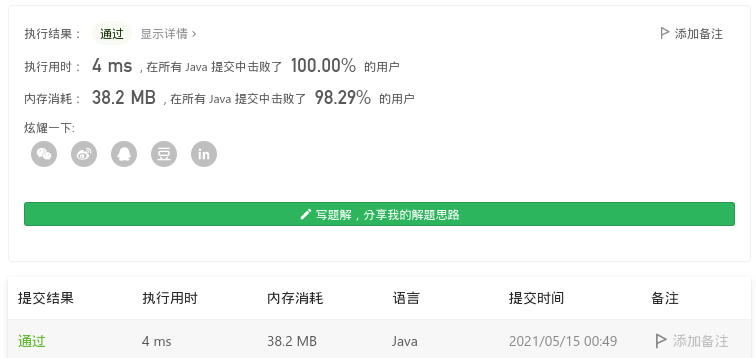 执行结果： 通过 显示详情 > 添加备注
执行用时： 4 ms , 在所有 Java 提交中击败了 100.00% 的用户
内存消耗： 38.2 MB , 在所有 Java 提交中击败了 98.29% 的用户
炫耀一下:
豆 in
写题解，分享我的解题思路
提交结果 执行用时 内存消耗 语言 提交时间 备注
通过 4 ms 38.2 MB Java 2021/05/15 00:49 添加备注